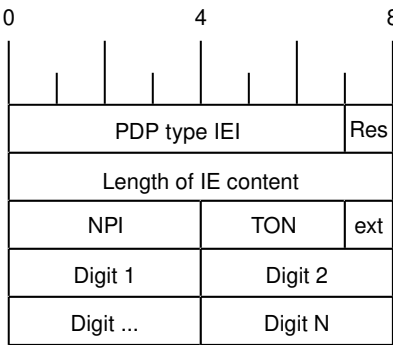 0 4 8
PDP type IEI Res
Length of IE content
NPI TON ext
Digit 1 Digit 2
Digit ... Digit N